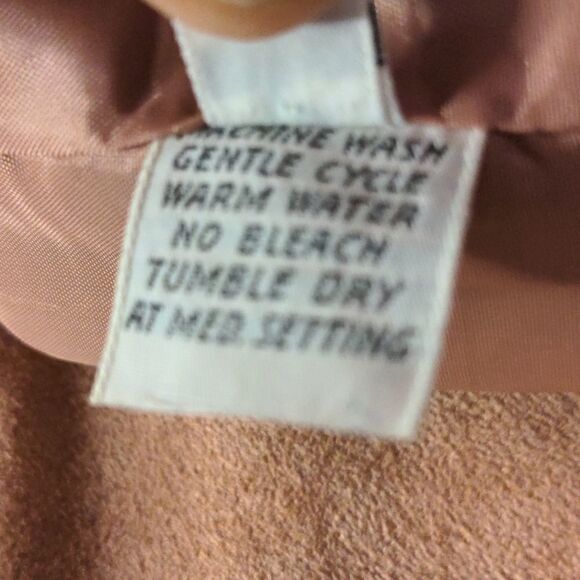 MACHINE WASH
GENTLE CYCLE
WARM WATER
NO BLEACH
TUMBLE DRY
AT MED. SETTING